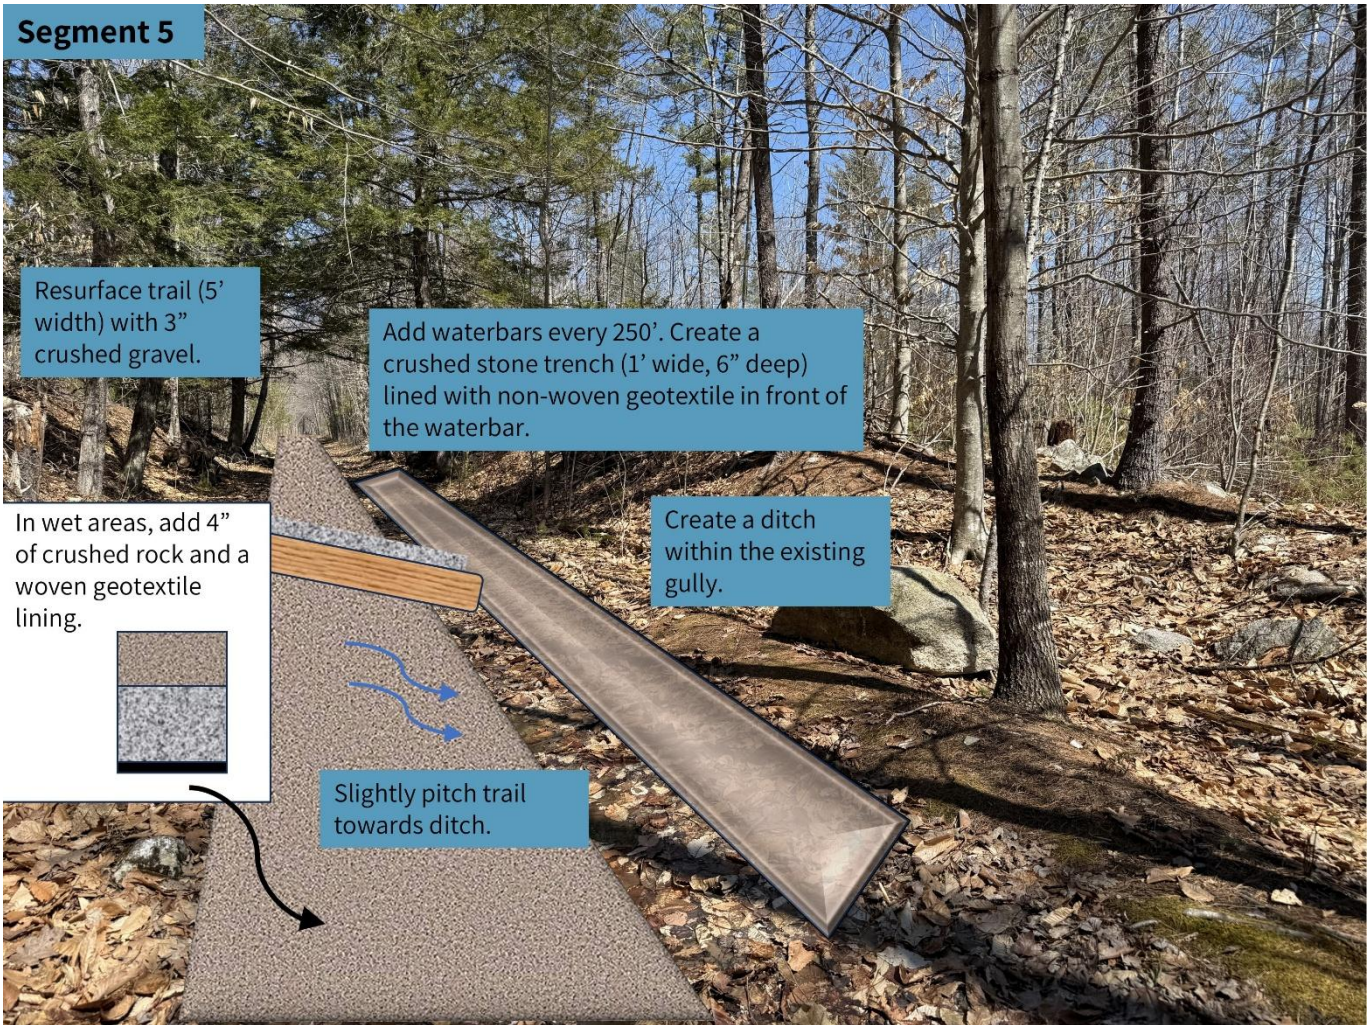 Segment 5
Resurface trail (5’
width) with 3”
crushed gravel.
Add waterbars every 250’. Create a
crushed stone trench (1’ wide, 6” deep)
lined with non-woven geotextile in front of
the waterbar.
In wet areas, add 4”
of crushed rock and a
woven geotextile
lining.
Create a ditch
within the existing
gully.
Slightly pitch trail
towards ditch.